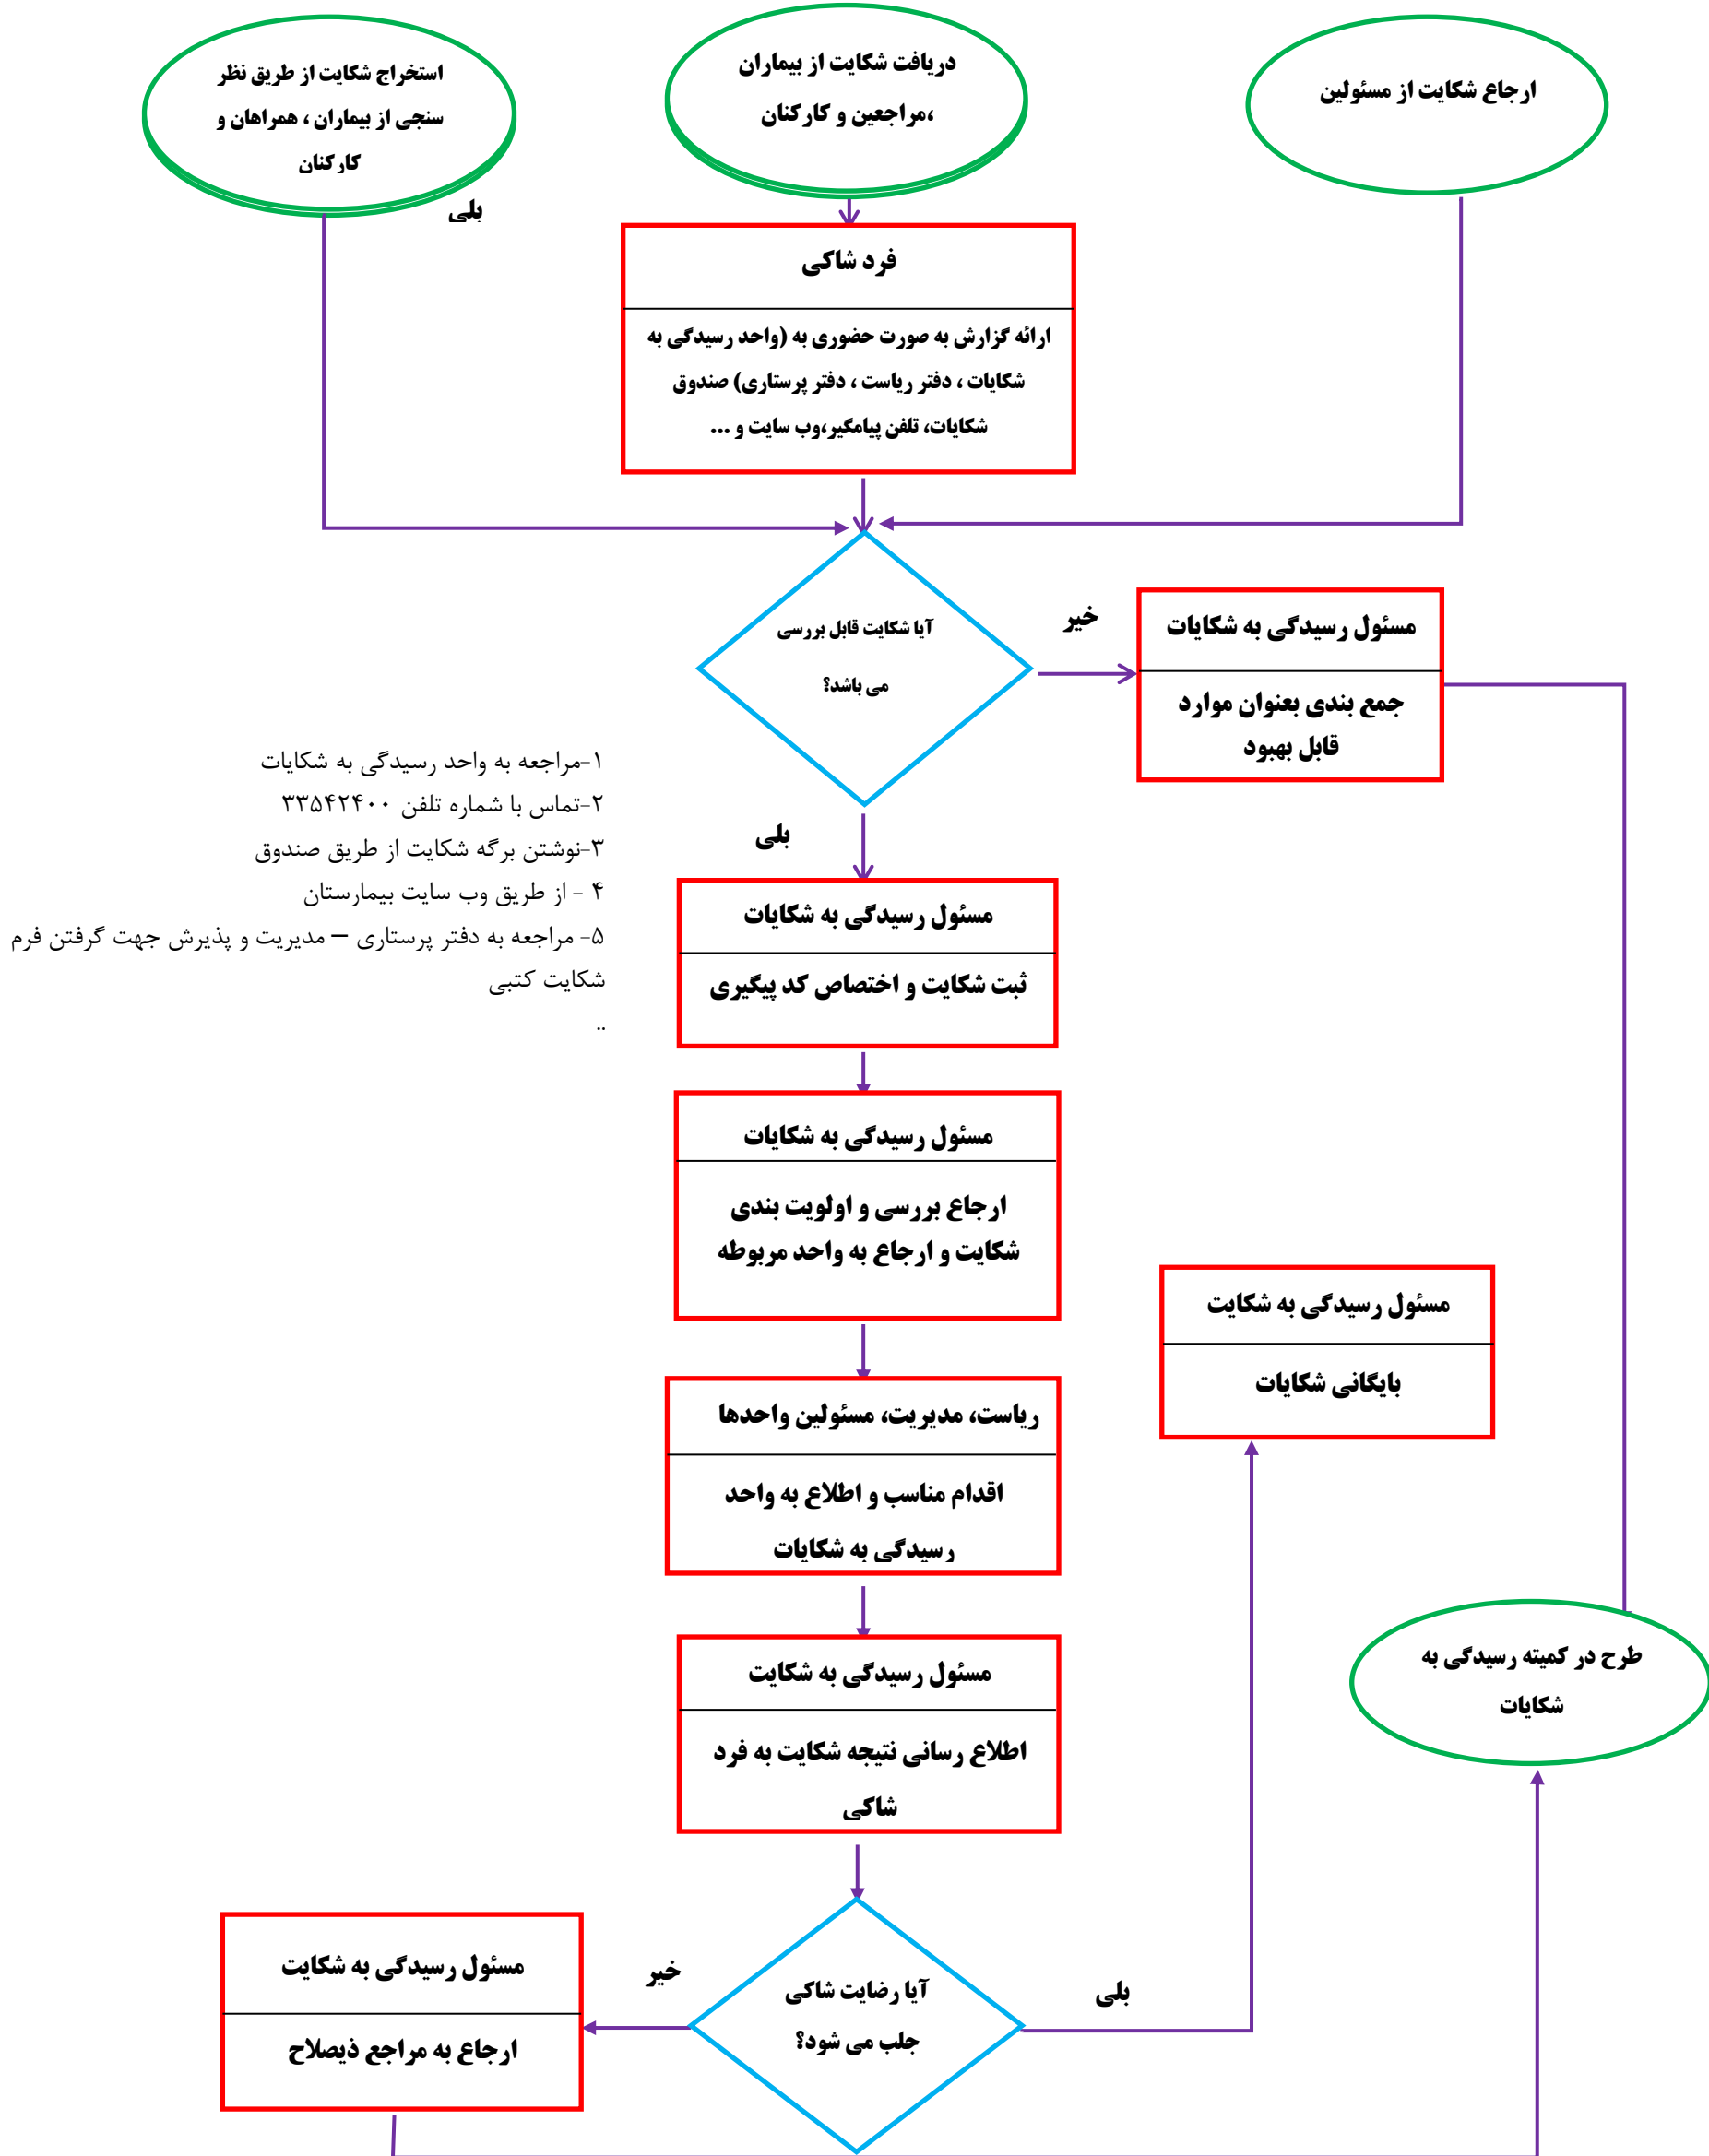 ارجاع شکایت از مسئولین
دریافت شکایت از بیماران
،مراجعین و کارکنان
استخراج شکایت از طریق نظر
سنجی از بیماران ، همراهان و
کارکنان
بلی
فرد شاکی
ارائه گزارش به صورت حضوری به (واحد رسیدگی به
شکایات ، دفتر ریاست ، دفتر پرستاری) صندوق
شکایات، تلفن پیامگیر،وب سایت و ...
آیا شکایت قابل بررسی
می باشد؟
خیر
مسئول رسیدگی به شکایات
جمع بندی بعنوان موارد
قابل بهبود
۱-مراجعه به واحد رسیدگی به شکایات
۲-تماس با شماره تلفن ۳۳۵۴۲۴۰۰
۳-نوشتن برگه شکایت از طریق صندوق
۴ - از طریق وب سایت بیمارستان
۵- مراجعه به دفتر پرستاری – مدیریت و پذیرش جهت گرفتن فرم
شکایت کتبی
..
بلی
مسئول رسیدگی به شکایات
ثبت شکایت و اختصاص کد پیگیری
مسئول رسیدگی به شکایات
ارجاع بررسی و اولویت بندی
شکایت و ارجاع به واحد مربوطه
مسئول رسیدگی به شکایت
بایگانی شکایات
ریاست، مدیریت، مسئولین واحدها
اقدام مناسب و اطلاع به واحد
رسیدگی به شکایات
طرح در کمیته رسیدگی به
شکایات
مسئول رسیدگی به شکایت
اطلاع رسانی نتیجه شکایت به فرد
شاکی
آیا رضایت شاکی
جلب می شود؟
بلی
خیر
مسئول رسیدگی به شکایت
ارجاع به مراجع ذیصلاح